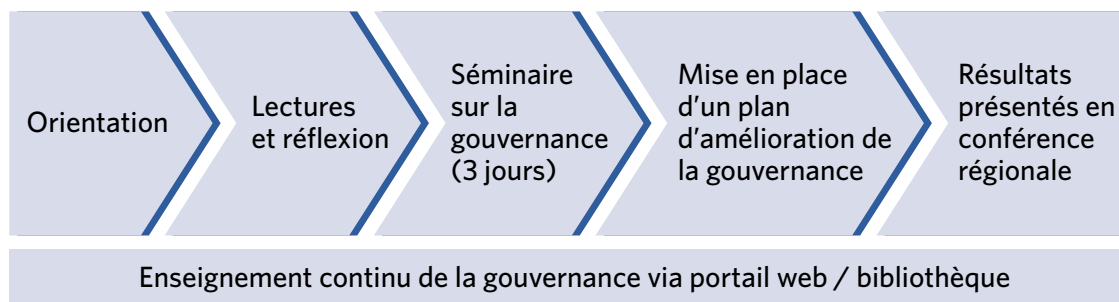 Orientation
Lectures
et réflexion
Séminaire
sur la
gouvernance
(3 jours)
Mise en place
d'un plan
d'amélioration de
la gouvernance
Résultats
présentés en
conférence
régionale
Enseignement continu de la gouvernance via portail web / bibliothèque